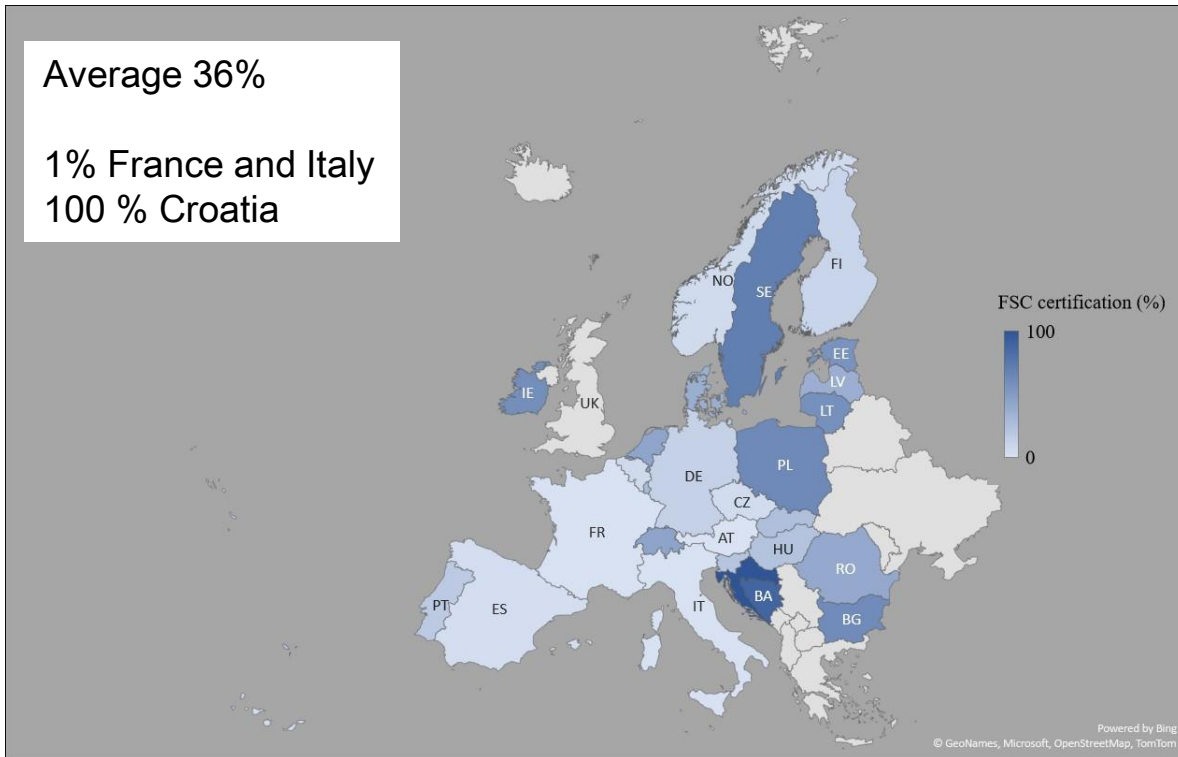 Average 36%
1% France and Italy
100 % Croatia
FI
NO
SE
FSC certification (%)
100
EE
LV
IE
LT
UK
0
PL
DE
CZ
FR
AT
HU
RO
BA
PT
ES
IT
BG
Powered by Bing
© GeoNames, Microsoft, OpenStreetMap, TomTom